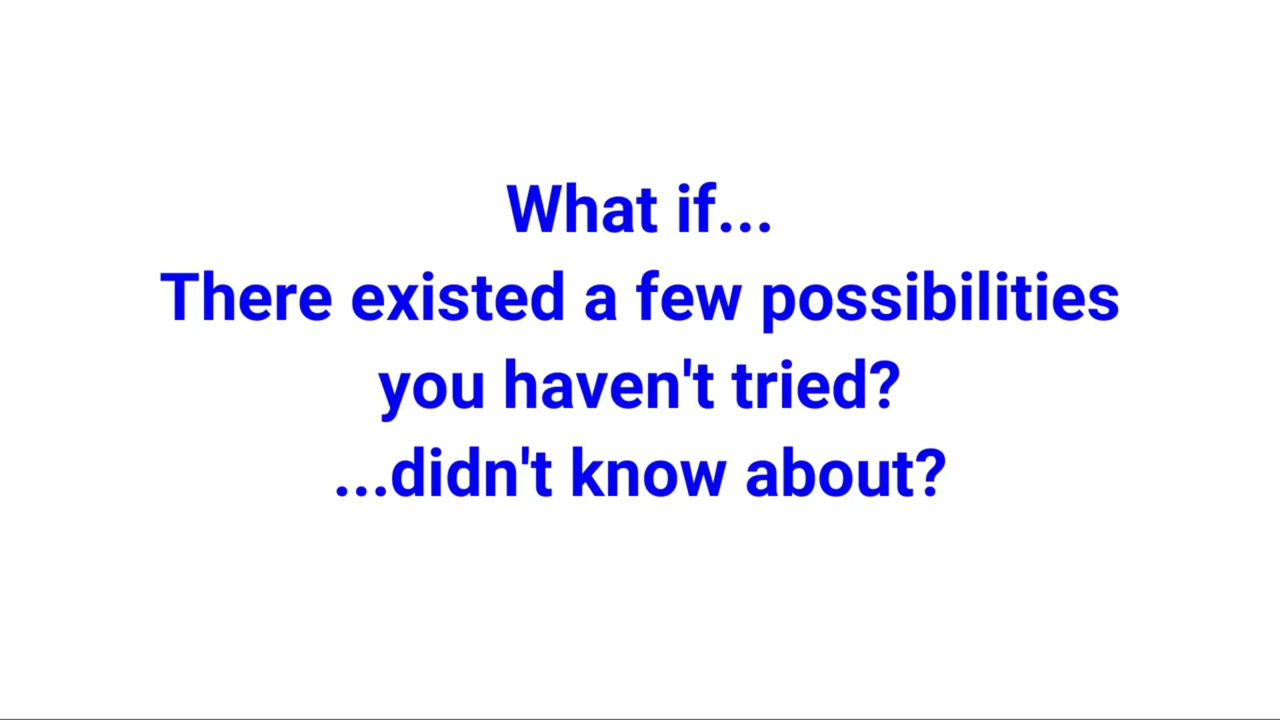 What if...
There existed a few possibilities
you haven't tried?
...didn't know about?